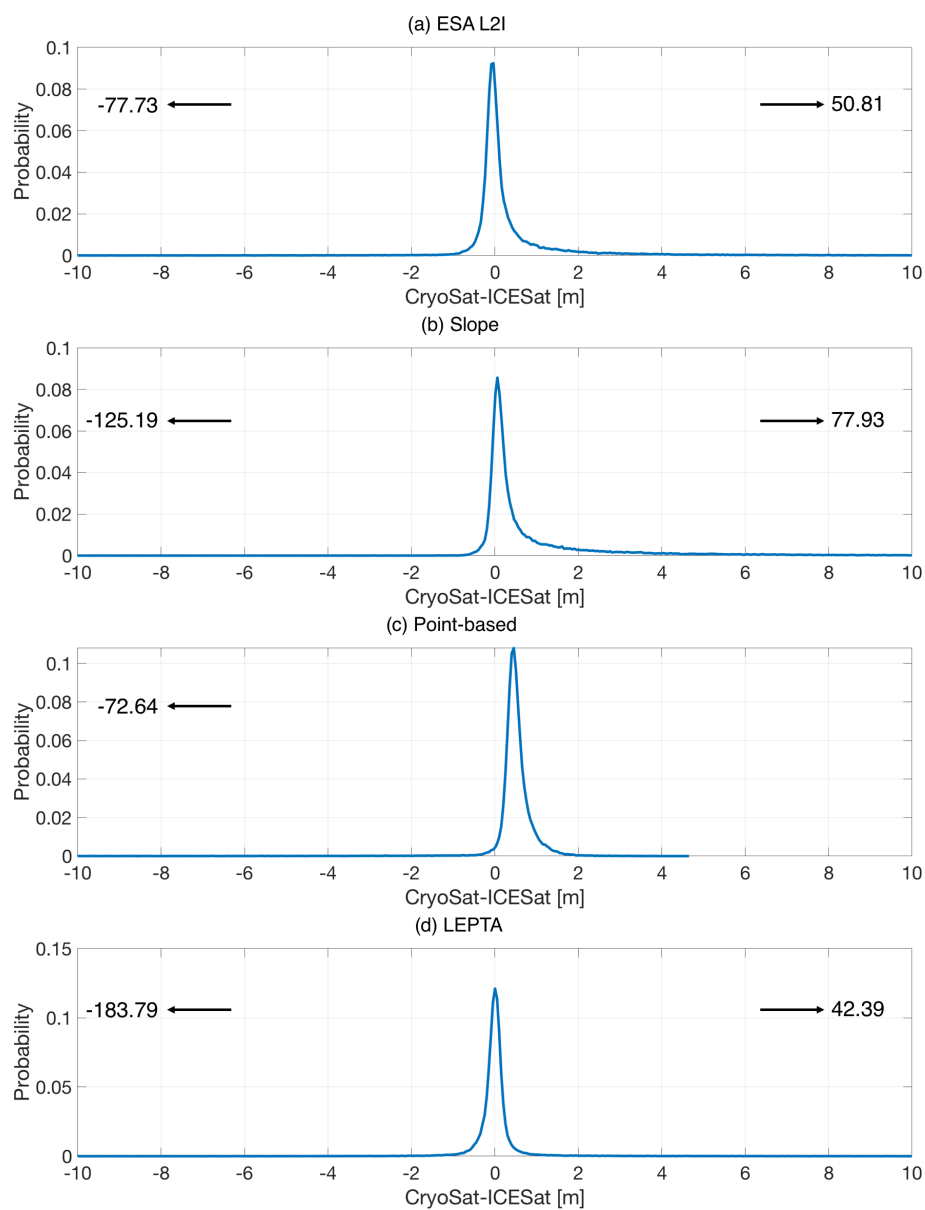 (a) ESA L2I
0.1
0.08
0.06
0.04
0.02
0
Probability
-77.73
50.81
-10 -8 -6 -4 -2 0 2 4 6 8 10
CryoSat-ICESat [m]
(b) Slope
0.1
0.08
0.06
0.04
0.02
0
Probability
-125.19
77.93
-10 -8 -6 -4 -2 0 2 4 6 8 10
CryoSat-ICESat [m]
(c) Point-based
0.1
0.08
0.06
0.04
0.02
0
Probability
-72.64
-10 -8 -6 -4 -2 0 2 4 6 8 10
CryoSat-ICESat [m]
(d) LEPTA
0.15
0.1
0.05
0
Probability
-183.79
42.39
-10 -8 -6 -4 -2 0 2 4 6 8 10
CryoSat-ICESat [m]